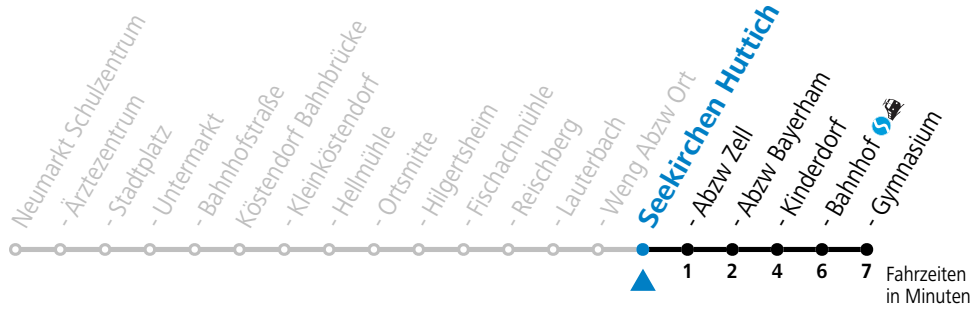 Neumarkt Schulzentrum
- Ärztezentrum
- Stadtplatz
- Untermarkt
- Bahnhofstraße
Köstendorf Bahnbrücke
- Kleinköstendorf
- Hellmühle
- Ortsmitte
- Hilgertsheim
- Fischachmühle
- Reischberg
- Lauterbach
- Weng Abzw Ort
Seekirchen Huttich
- Abzw Zell
- Abzw Bayerham
- Kinderdorf
- Bahnhof
- Gymnasium
1 2 4 6 7
Fahrzeiten
in Minuten